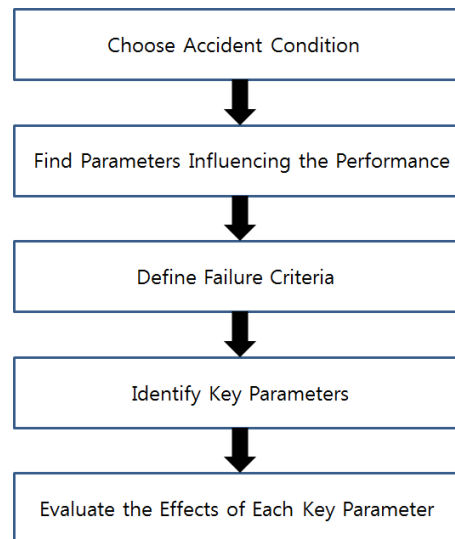 Choose Accident Condition
Find Parameters Influencing the Performance
Define Failure Criteria
Identify Key Parameters
Evaluate the Effects of Each Key Parameter